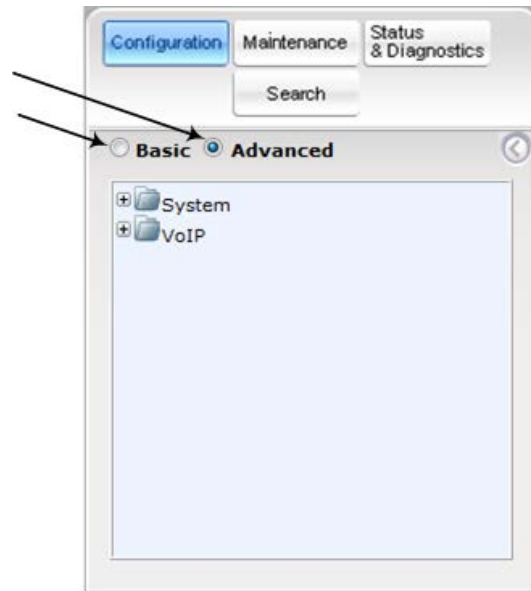 Configuration
Maintenance
Status
& Diagnostics
Search
Basic
Advanced
System
VoIP